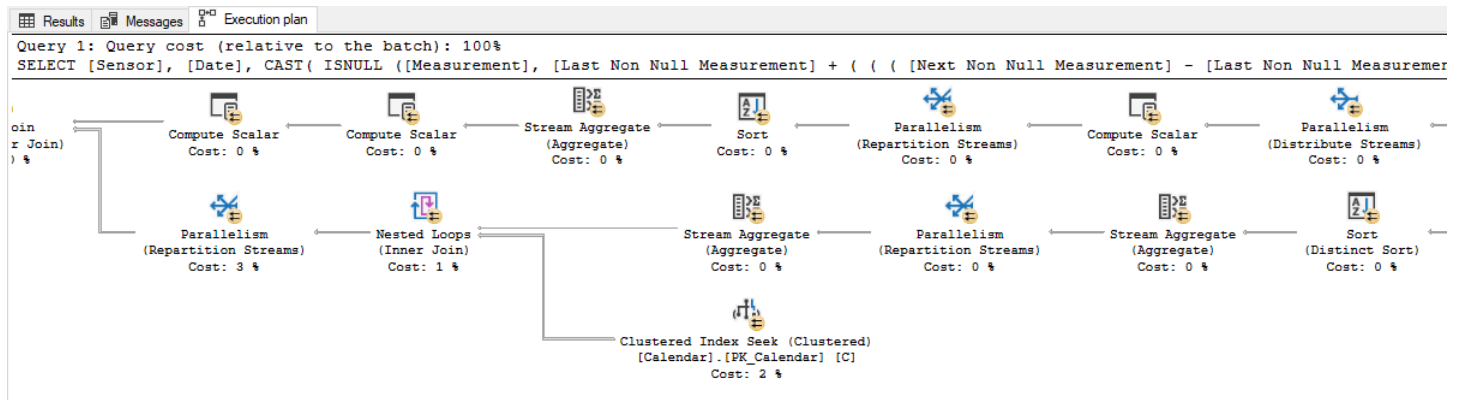 Results Messages Execution plan
Query 1: Query cost (relative to the batch): 100%
SELECT [Sensor], [Date], CAST( ISNULL ([Measurement], [Last Non Null Measurement] + ( ( ( [Next Non Null Measurement] - [Last Non Null Measuremen
oin
r Join)
) %
Compute Scalar
Cost: 0 %
Compute Scalar
Cost: 0 %
Stream Aggregate
(Aggregate)
Cost: 0 %
Sort
Cost: 0 %
Parallelism
(Repartition Streams)
Cost: 0 %
Compute Scalar
Cost: 0 %
Parallelism
(Distribute Streams)
Cost: 0 %
Parallelism
(Repartition Streams)
Cost: 3 %
Nested Loops
(Inner Join)
Cost: 1 %
Stream Aggregate
(Aggregate)
Cost: 0 %
Parallelism
(Repartition Streams)
Cost: 0 %
Stream Aggregate
(Aggregate)
Cost: 0 %
Sort
(Distinct Sort)
Cost: 0 %
Clustered Index Seek (Clustered)
[Calendar].[PK_Calendar] [C]
Cost: 2 %